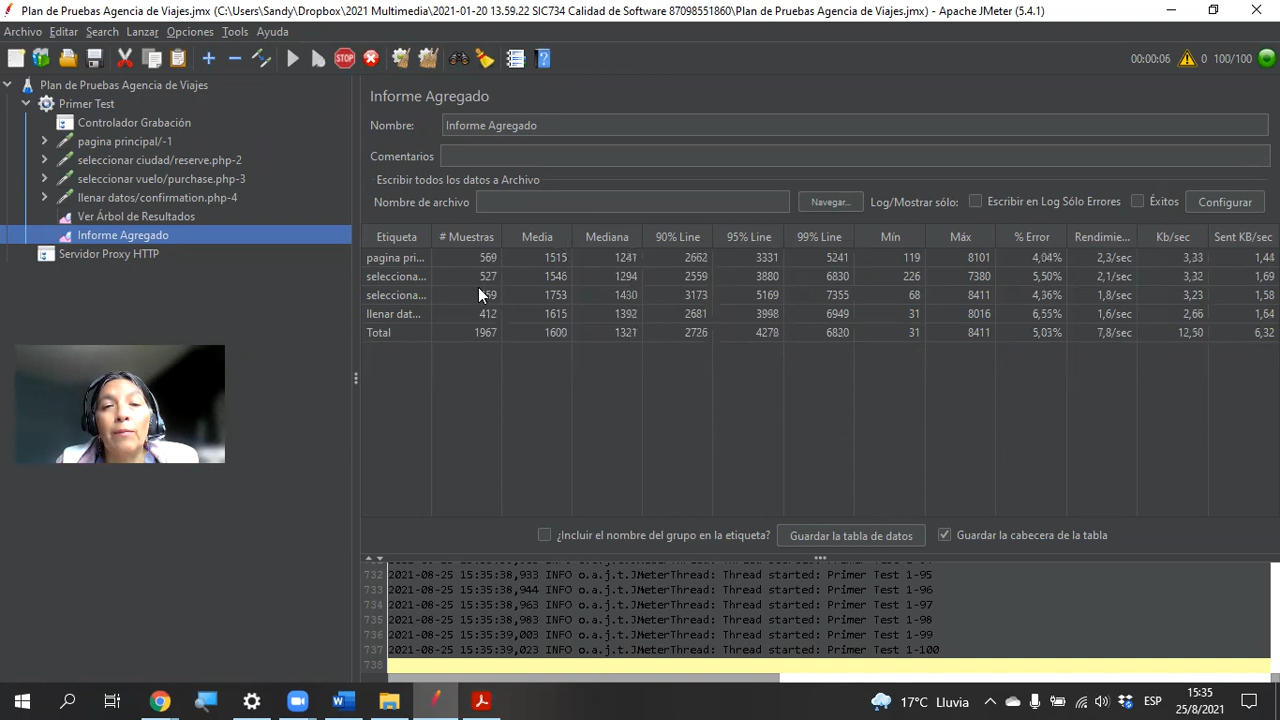 Plan de Pruebas Agencia de Viajes.jmx (C:\Users\Sandy\Dropbox\2021 Multimedia\2021-01-20 13.59.22 SIC734 Calidad de Software 87098551860\Plan de Pruebas Agencia de Viajes.jmx) - Apache JMeter (5.4.1)
Archivo Editar Search Lanzar Opciones Tools Ayuda
STOP 00:00:06 0 100/100
Plan de Pruebas Agencia de Viajes
Primer Test
Controlador Grabación
pagina principal/-1
seleccionar ciudad/reserve.php-2
seleccionar vuelo/purchase.php-3
llenar datos/confirmation.php-4
Ver Árbol de Resultados
Informe Agregado
Servidor Proxy HTTP
Informe Agregado
Nombre: Informe Agregado
Comentarios
Escribir todos los datos a Archivo
Nombre de archivo Navegar... Log/Mostrar sólo: Escribir en Log Sólo Errores Éxitos Configurar
Etiqueta # Muestras Media Mediana 90% Line 95% Line 99% Line Mín Máx % Error Rendimie... Kb/sec Sent KB/sec
pagina pri... 569 1515 1241 2662 3331 5241 119 8101 4,04% 2,3/sec 3,33 1,44
selecciona... 527 1546 1294 2559 3880 6830 226 7380 5,50% 2,1/sec 3,32 1,69
selecciona... 1753 1430 3173 5169 7355 68 8411 4,36% 1,8/sec 3,23 1,58
llenar dat... 412 1615 1392 2681 3998 6949 31 8016 6,55% 1,6/sec 2,66 1,64
Total 1967 1600 1321 2726 4278 6820 31 8411 5,03% 7,8/sec 12,50 6,32
¿Incluir el nombre del grupo en la etiqueta? Guardar la tabla de datos Guardar la cabecera de la tabla
732 2021-08-25 15:35:38,933 INFO o.a.j.t.JMeterThread: Thread started: Primer Test 1-95
733 2021-08-25 15:35:38,944 INFO o.a.j.t.JMeterThread: Thread started: Primer Test 1-96
734 2021-08-25 15:35:38,963 INFO o.a.j.t.JMeterThread: Thread started: Primer Test 1-97
735 2021-08-25 15:35:38,983 INFO o.a.j.t.JMeterThread: Thread started: Primer Test 1-98
736 2021-08-25 15:35:39,003 INFO o.a.j.t.JMeterThread: Thread started: Primer Test 1-99
737 2021-08-25 15:35:39,023 INFO o.a.j.t.JMeterThread: Thread started: Primer Test 1-100
738
17°C Lluvia ESP 15:35
25/8/2021